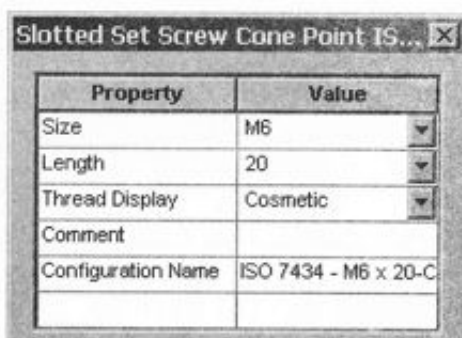 Slotted Set Screw Cone Point IS...
Property Value
Size M6
Length 20
Thread Display Cosmetic
Comment
Configuration Name ISO 7434 - M6 x 20-C